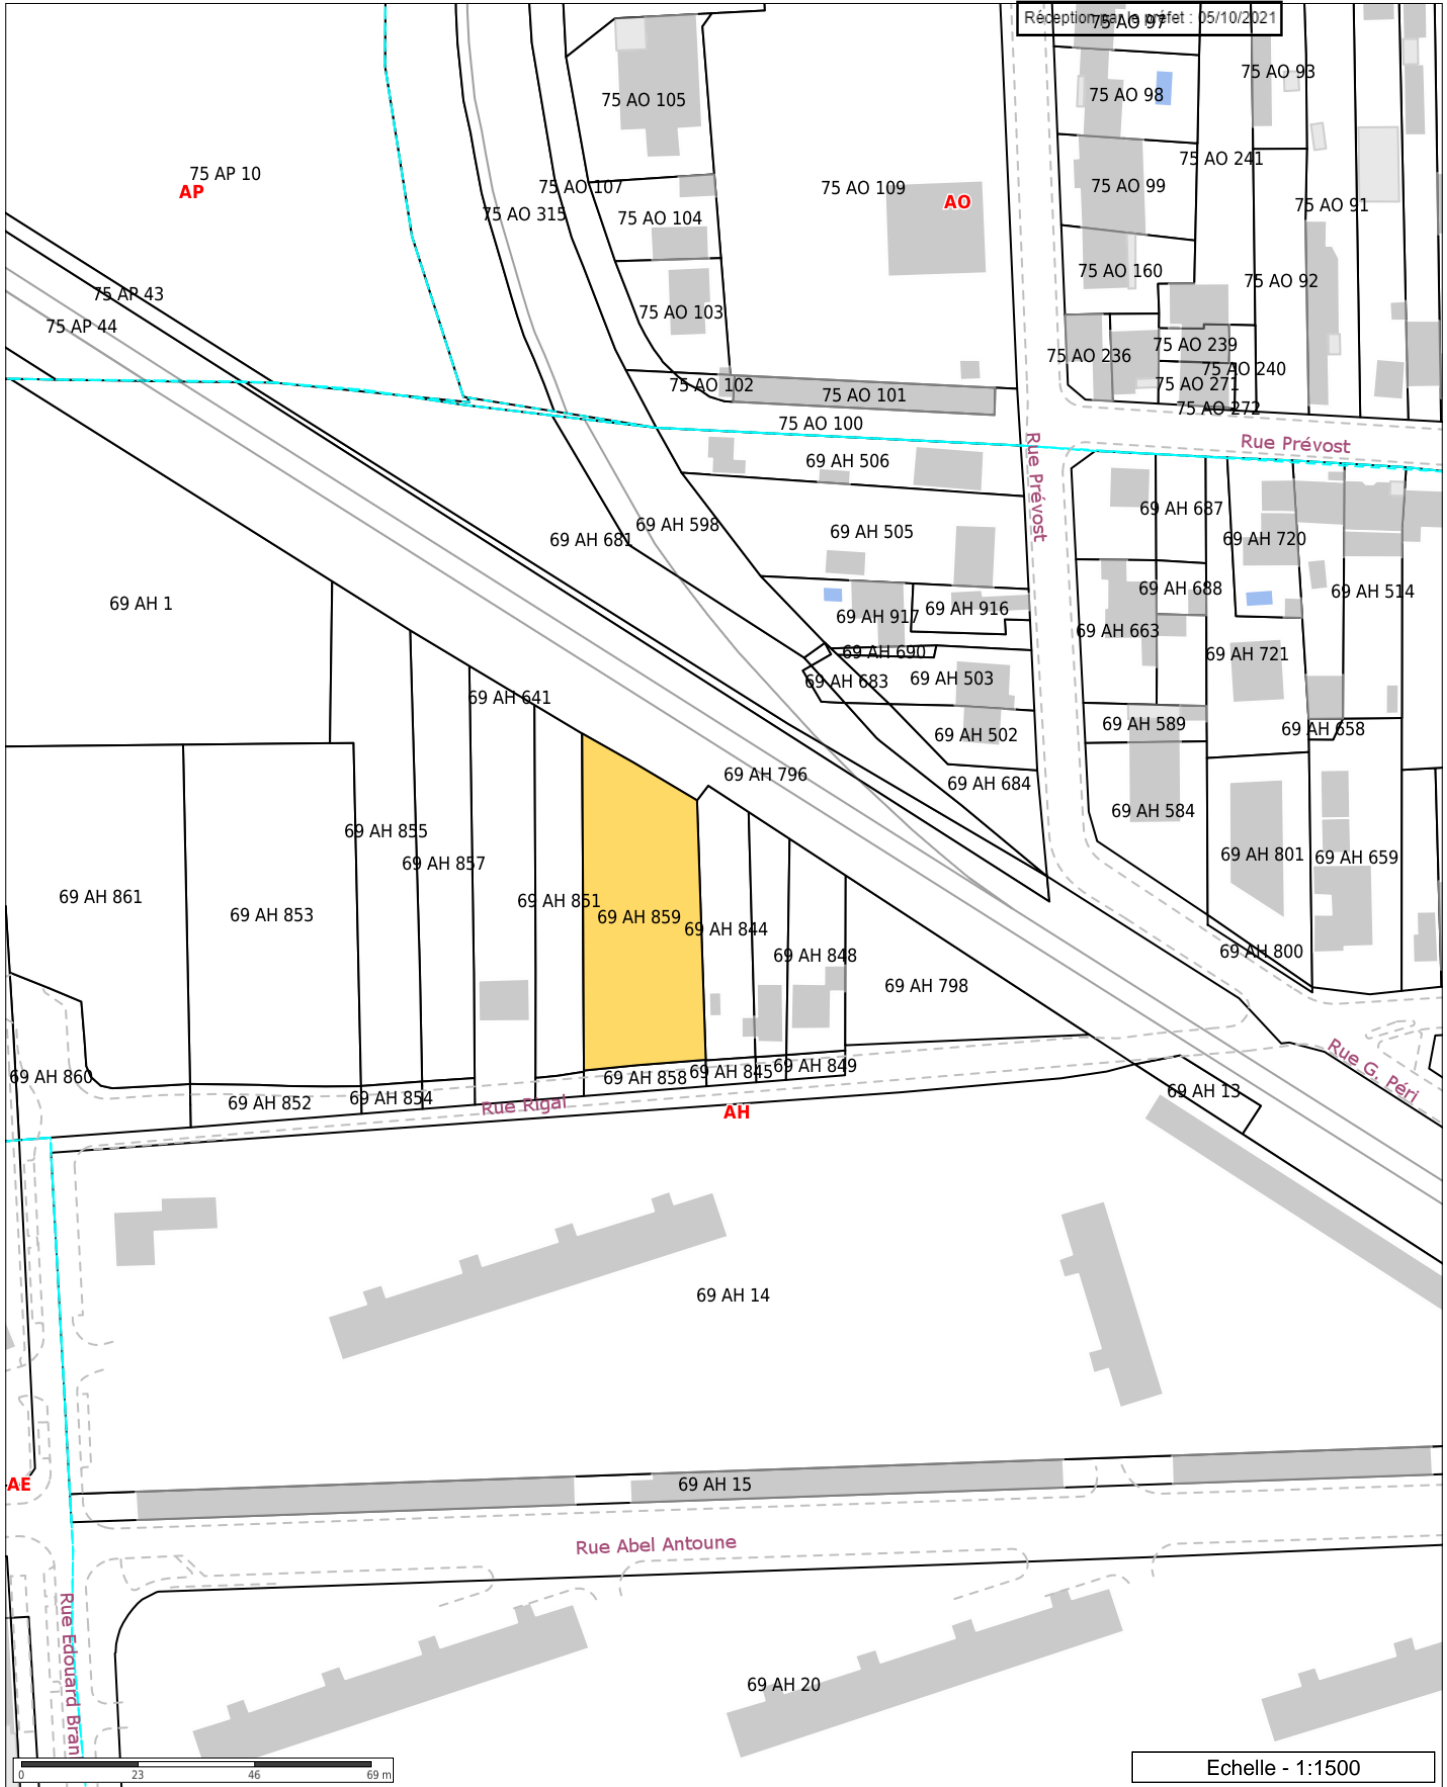 Réception par le préfet : 05/10/2021
75 AO 97
75 AO 93
75 AO 105
75 AO 98
75 AO 241
75 AP 10
AP
75 AO 107
75 AO 109
75 AO 99
AO
75 AO 91
75 AO 315
75 AO 104
75 AO 160
75 AO 92
75 AP 43
75 AO 103
75 AP 44
75 AO 236
75 AO 239
75 AO 240
75 AO 102
75 AO 101
75 AO 271
75 AO 272
75 AO 100
Rue Prévost
Rue Prévost
69 AH 506
69 AH 687
69 AH 598
69 AH 505
69 AH 681
69 AH 720
69 AH 688
69 AH 514
69 AH 1
69 AH 917
69 AH 916
69 AH 663
69 AH 690
69 AH 721
69 AH 683
69 AH 503
69 AH 641
69 AH 589
69 AH 658
69 AH 502
69 AH 796
69 AH 684
69 AH 584
69 AH 855
69 AH 857
69 AH 801
69 AH 659
69 AH 861
69 AH 853
69 AH 851
69 AH 859
69 AH 844
69 AH 848
69 AH 800
69 AH 798
Rue G. Péri
69 AH 860
69 AH 858
69 AH 845
69 AH 849
69 AH 852
69 AH 854
Rue Rigal
AH
69 AH 13
69 AH 14
AE
69 AH 15
Rue Abel Antoune
Rue Edouard Bran
69 AH 20
0 23 46 69 m
Echelle - 1:1500